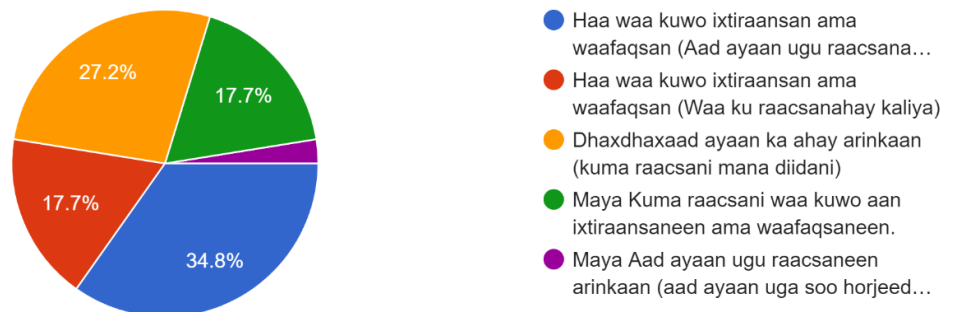 27.2%
17.7%
17.7%
34.8%
Haa waa kuwo ixtiraansan ama
waafaqsan (Aad ayaan ugu raacsana…
Haa waa kuwo ixtiraansan ama
waafaqsan (Waa ku raacsanahay kaliya)
Dhaxdhaxaad ayaan ka ahay arinkaan
(kuma raacsani mana diidani)
Maya Kuma raacsani waa kuwo aan
ixtiraansaneen ama waafaqsaneen.
Maya Aad ayaan ugu raacsaneen
arinkaan (aad ayaan uga soo horjeed…